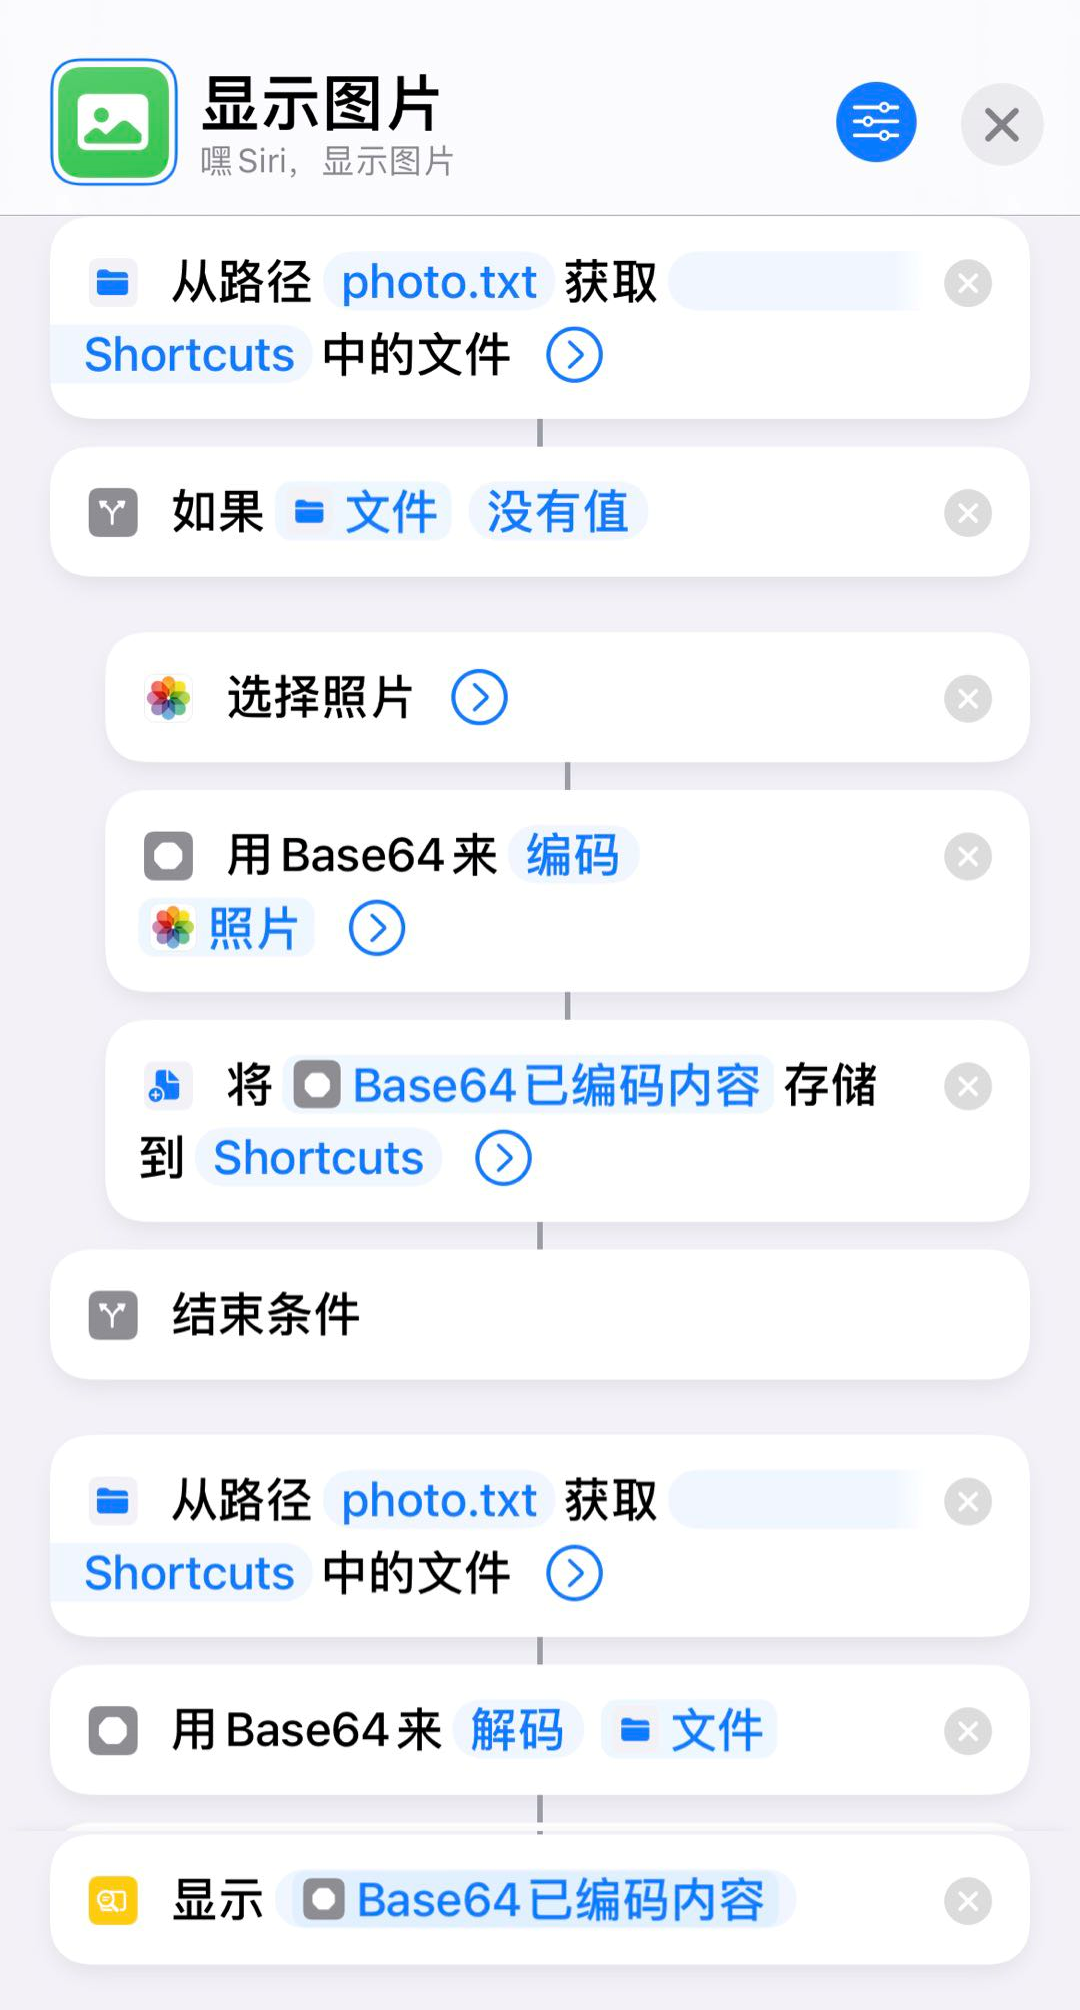 显示图片
嘿Siri，显示图片
从路径 photo.txt 获取
Shortcuts 中的文件
如果 文件 没有值
选择照片
用Base64来 编码
照片
将 Base64已编码内容 存储
到 Shortcuts
结束条件
从路径 photo.txt 获取
Shortcuts 中的文件
用Base64来 解码 文件
显示 Base64已编码内容